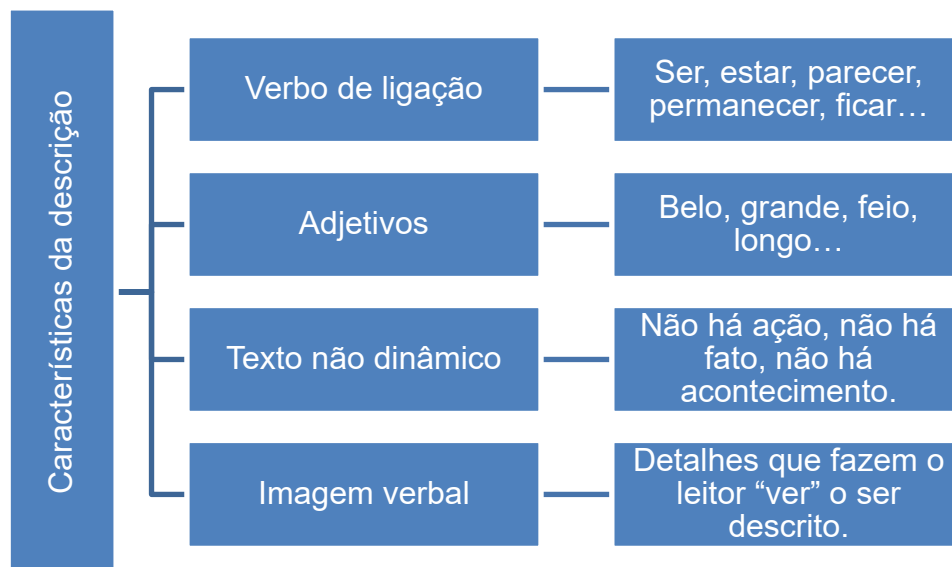 Características da descrição
Verbo de ligação
Ser, estar, parecer,
permanecer, ficar…
Adjetivos
Belo, grande, feio,
longo…
Texto não dinâmico
Não há ação, não há
fato, não há
acontecimento.
Imagem verbal
Detalhes que fazem o
leitor “ver” o ser
descrito.